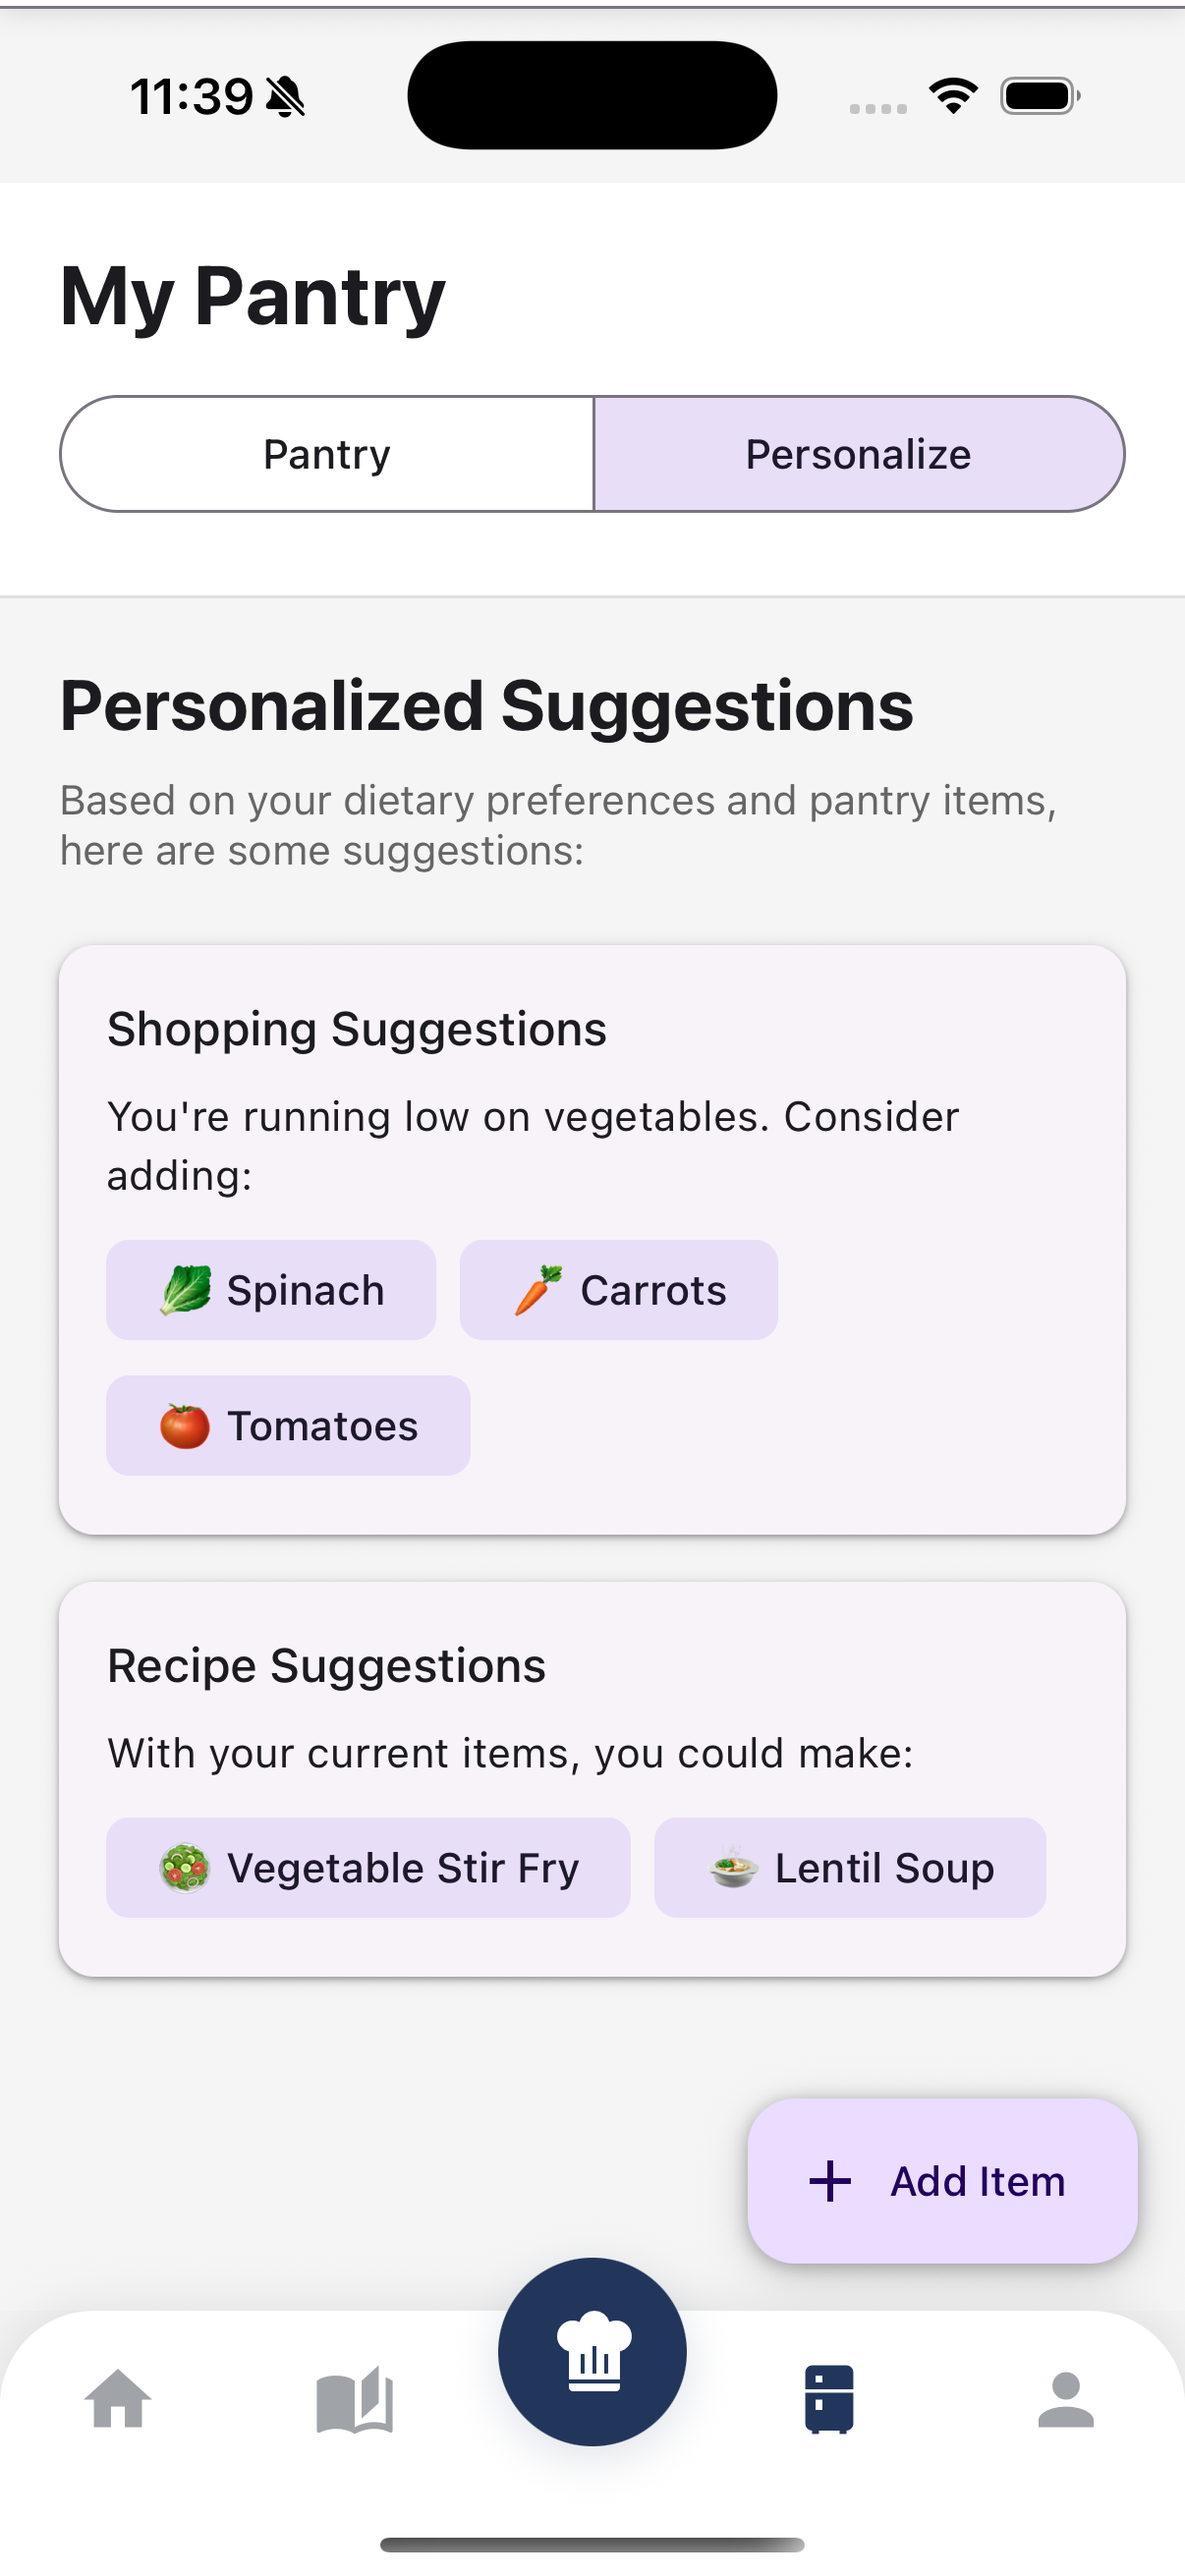 11:39
My Pantry
Pantry
Personalize
Personalized Suggestions
Based on your dietary preferences and pantry items,
here are some suggestions:
Shopping Suggestions
You're running low on vegetables. Consider
adding:
🥬 Spinach
🥕 Carrots
🍅 Tomatoes
Recipe Suggestions
With your current items, you could make:
🥗 Vegetable Stir Fry
🍲 Lentil Soup
+ Add Item